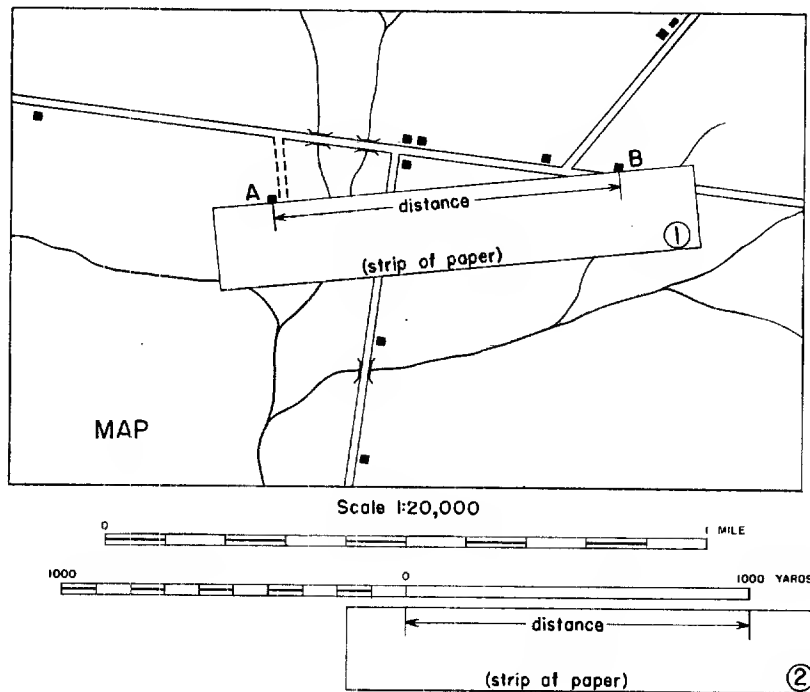 A
B
distance
1
(strip of paper)
MAP
Scale 1:20,000
0 1 MILE
1000 0 1000 YARDS
distance
(strip of paper) 2